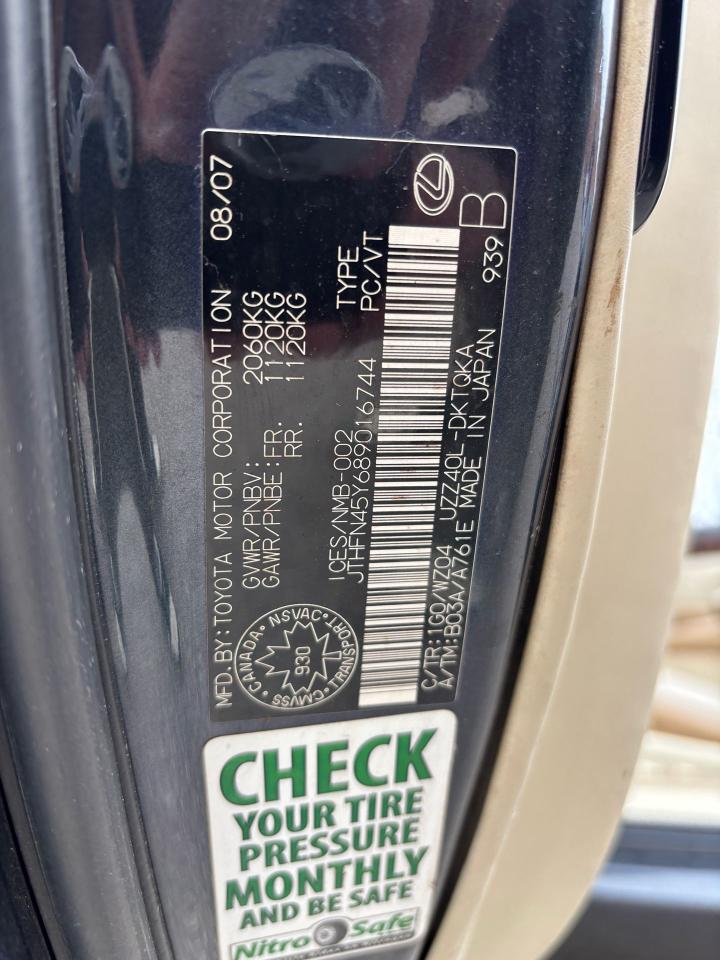 MFD.BY:TOYOTA MOTOR CORPORATION 08/07
GVWR/PNBV: 2060KG
GAWR/PNBE:FR. 1120KG
RR. 1120KG
CANADA · NSVAC · TRANSPORT · CMVSS
930
ICES/NMB-002 TYPE
JTHFN45Y689016744 PC/VT
C/TR:1G0/WZ04 UZZ40L-DKTQKA 939
A/TM:B03A/A761E MADE IN JAPAN B
CHECK
YOUR TIRE
PRESSURE
MONTHLY
AND BE SAFE
Nitro Safe